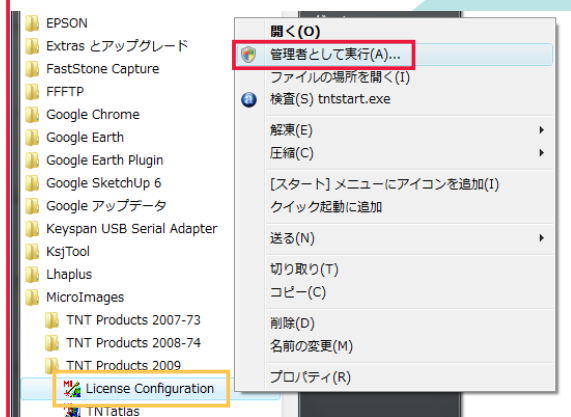 EPSON
Extras とアップグレード
FastStone Capture
FFFTP
Google Chrome
Google Earth
Google Earth Plugin
Google SketchUp 6
Google アップデータ
Keyspan USB Serial Adapter
KsjTool
Lhaplus
MicroImages
TNT Products 2007-73
TNT Products 2008-74
TNT Products 2009
License Configuration
TNTatlas
開く(O)
管理者として実行(A)...
ファイルの場所を開く(I)
検査(S) tntstart.exe
解凍(E)
圧縮(C)
[スタート] メニューにアイコンを追加(I)
クイック起動に追加
送る(N)
切り取り(T)
コピー(C)
削除(D)
名前の変更(M)
プロパティ(R)